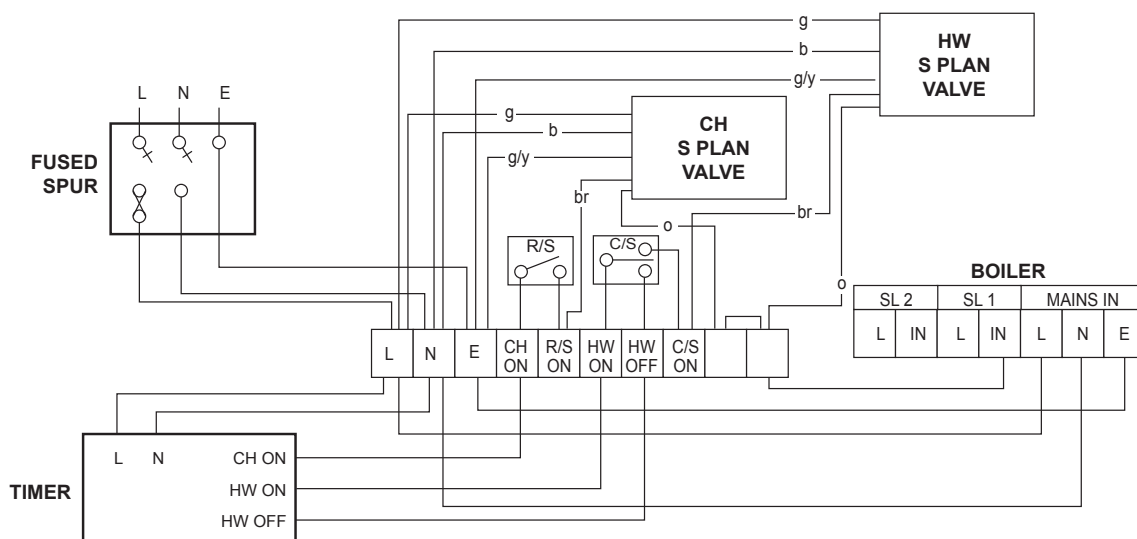 g
HW
S PLAN
VALVE
b
g/y
L N E
FUSED
SPUR
g
CH
S PLAN
VALVE
b
g/y
br
br
o
R/S
C/S
o
BOILER
SL 2 SL 1 MAINS IN
L IN L IN L N E
L N E CH ON R/S ON HW ON HW OFF C/S ON
TIMER
L N CH ON
HW ON
HW OFF